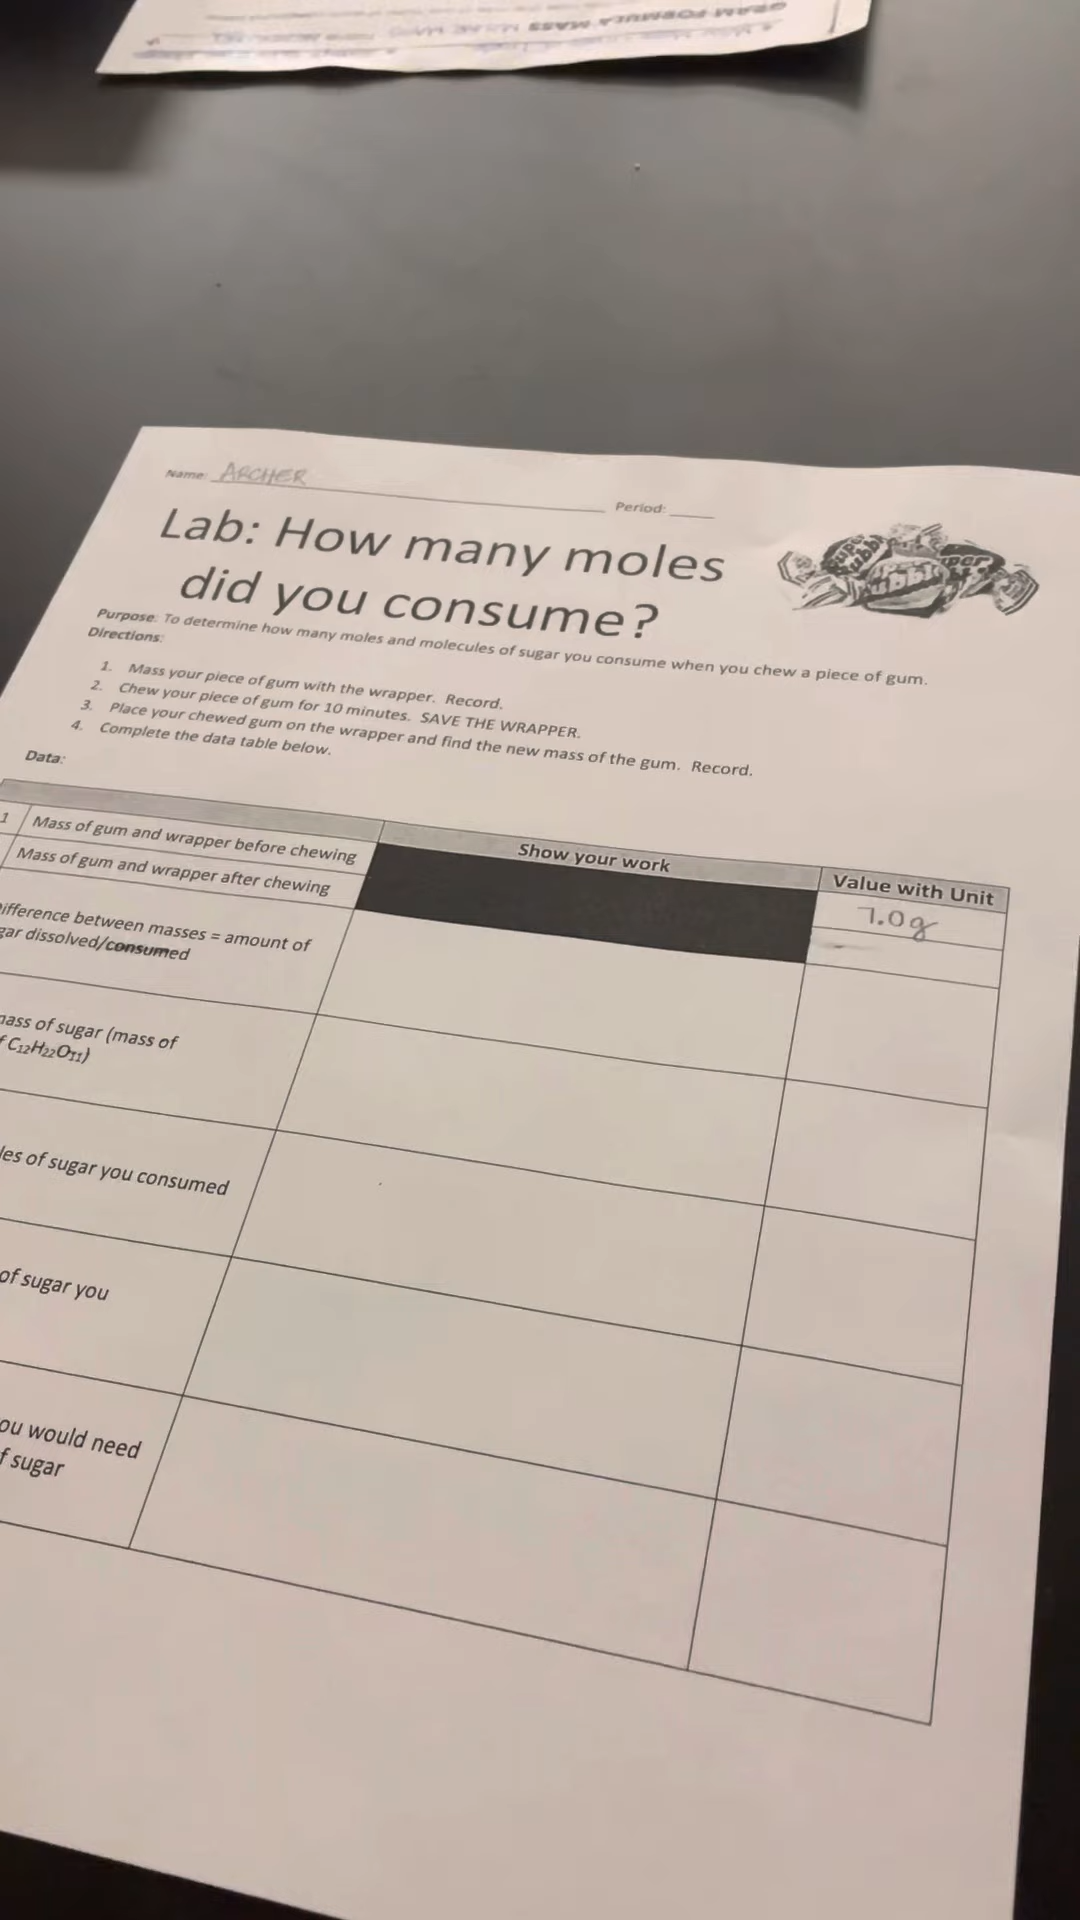 GRAM FORMULA MASS
Name: ARCHER
Period:
Lab: How many moles
did you consume?
Purpose: To determine how many moles and molecules of sugar you consume when you chew a piece of gum.
Directions:
1. Mass your piece of gum with the wrapper. Record.
2. Chew your piece of gum for 10 minutes. SAVE THE WRAPPER.
3. Place your chewed gum on the wrapper and find the new mass of the gum. Record.
4. Complete the data table below.
Data:
Show your work
Value with Unit
1 Mass of gum and wrapper before chewing
7.0g
Mass of gum and wrapper after chewing
ifference between masses = amount of
gar dissolved/consumed
mass of sugar (mass of
f C12H22O11)
les of sugar you consumed
of sugar you
ou would need
f sugar